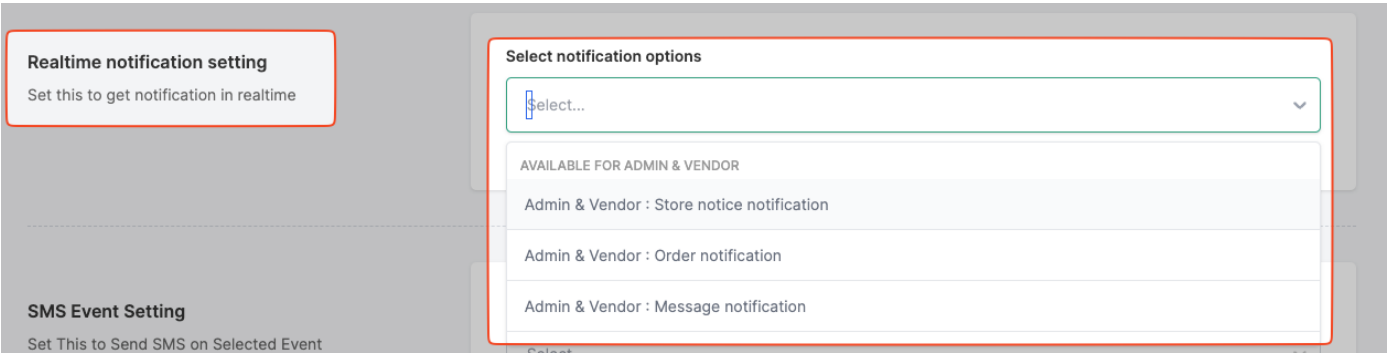 Realtime notification setting
Set this to get notification in realtime
Select notification options
Select...
AVAILABLE FOR ADMIN & VENDOR
Admin & Vendor : Store notice notification
Admin & Vendor : Order notification
Admin & Vendor : Message notification
SMS Event Setting
Set This to Send SMS on Selected Event
Select